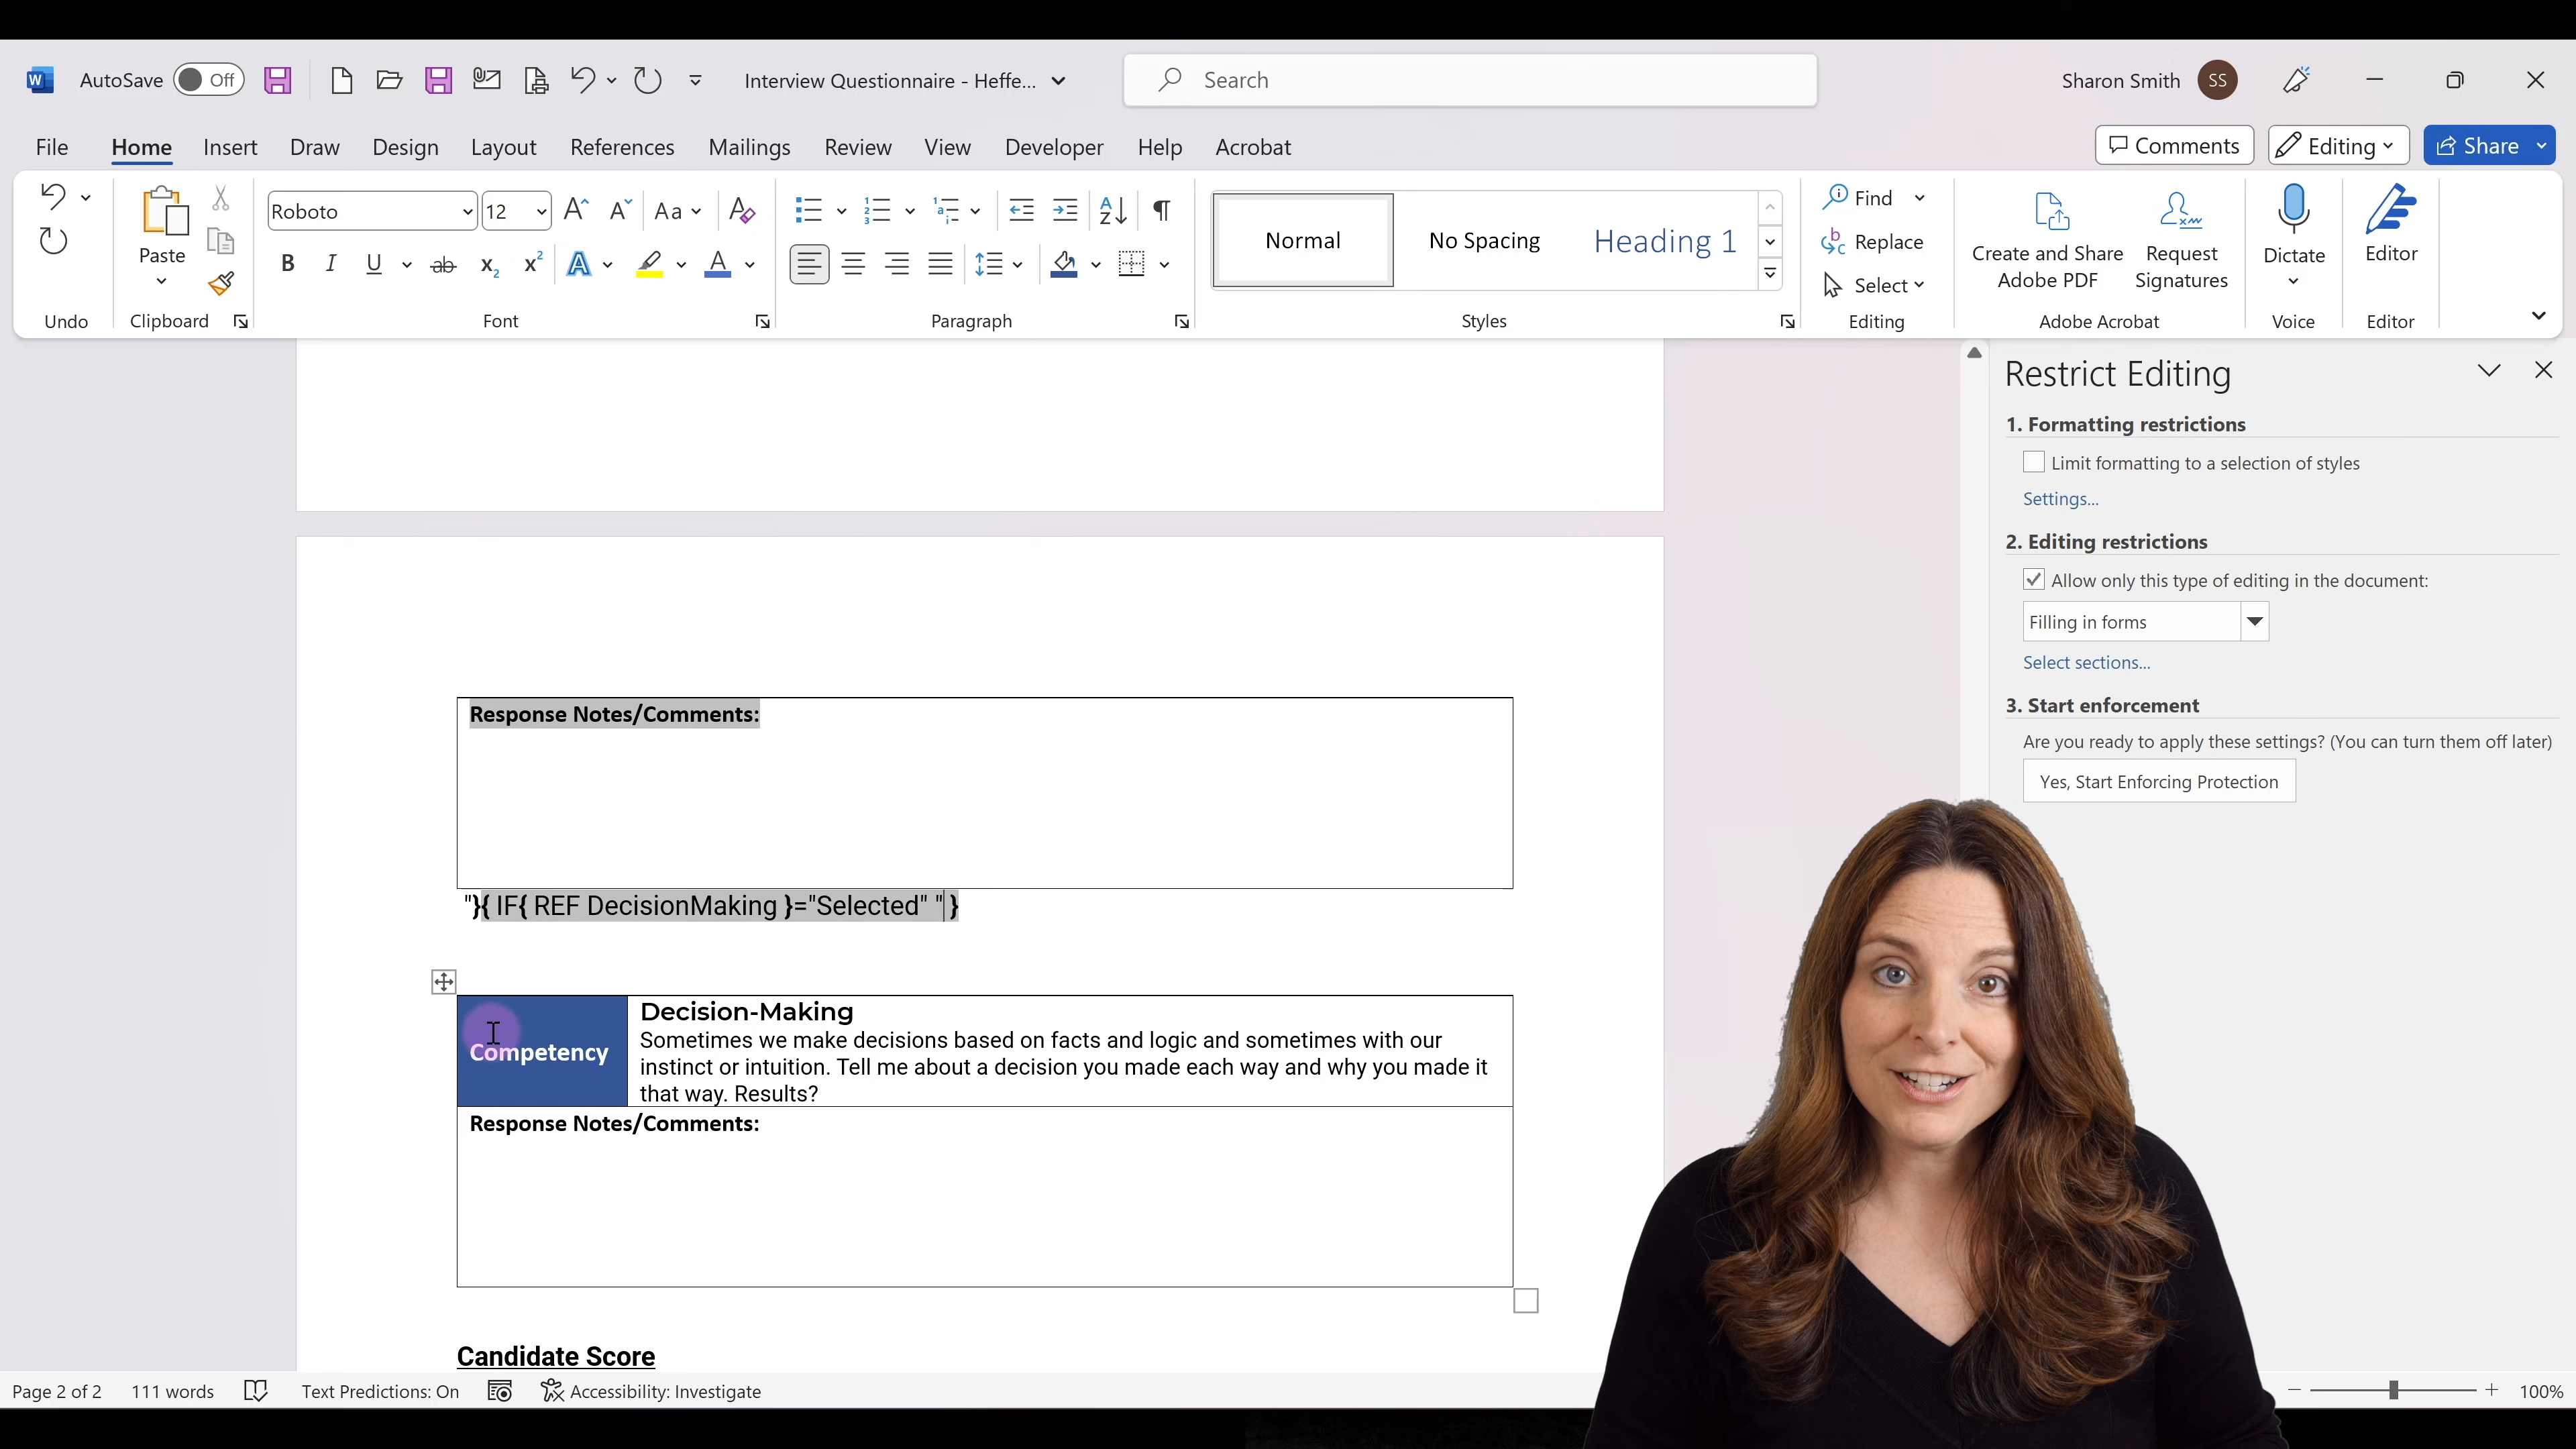 AutoSave Off Interview Questionnaire - Heffe... Search Sharon Smith SS
File Home Insert Draw Design Layout References Mailings Review View Developer Help Acrobat Comments Editing Share
Paste
Roboto 12
Normal No Spacing Heading 1
Find
Replace
Select
Create and Share
Adobe PDF
Request
Signatures
Dictate
Editor
Undo Clipboard Font Paragraph Styles Editing Adobe Acrobat Voice Editor
Restrict Editing
1. Formatting restrictions
Limit formatting to a selection of styles
Settings...
2. Editing restrictions
Allow only this type of editing in the document:
Filling in forms
Select sections...
3. Start enforcement
Are you ready to apply these settings? (You can turn them off later)
Yes, Start Enforcing Protection
Response Notes/Comments:
"}{ IF{ REF DecisionMaking }="Selected" " }
Competency
Decision-Making
Sometimes we make decisions based on facts and logic and sometimes with our
instinct or intuition. Tell me about a decision you made each way and why you made it
that way. Results?
Response Notes/Comments:
Candidate Score
Page 2 of 2 111 words Text Predictions: On Accessibility: Investigate 100%